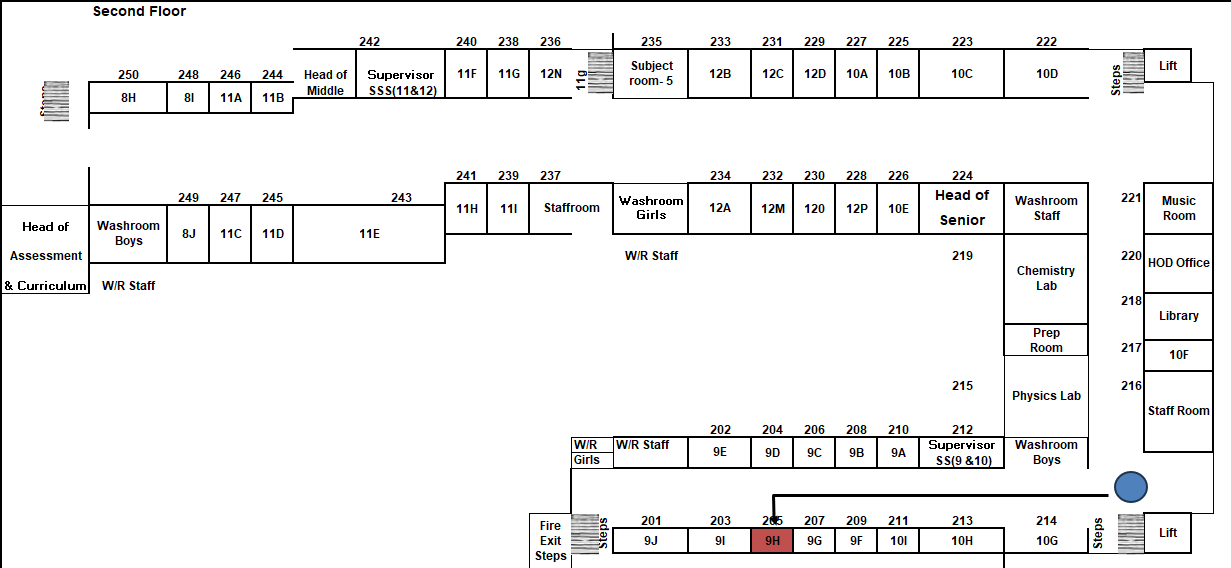 Second Floor
242 240 238 236 235 233 231 229 227 225 223 222
250 248 246 244
Head of
Middle
Supervisor
SSS(11&12)
11F 11G 12N
11g
Subject
room- 5
12B 12C 12D 10A 10B 10C 10D
Steps
Lift
8H 8I 11A 11B
241 239 237 234 232 230 228 226 224
249 247 245 243
11H 11I Staffroom
Washroom
Girls
12A 12M 120 12P 10E
Head of
Senior
Washroom
Staff
221
Music
Room
Head of
Assessment
& Curriculum
Washroom
Boys
8J 11C 11D 11E
W/R Staff
W/R Staff
219
Chemistry
Lab
220
HOD Office
218
Library
Prep
Room
217
10F
215
Physics Lab
216
Staff Room
202 204 206 208 210 212
W/R
Girls
W/R Staff
9E 9D 9C 9B 9A
Supervisor
SS(9 &10)
Washroom
Boys
201 203 205 207 209 211 213 214
Fire
Exit
Steps
Steps
9J 9I 9H 9G 9F 10I 10H 10G
Steps
Lift